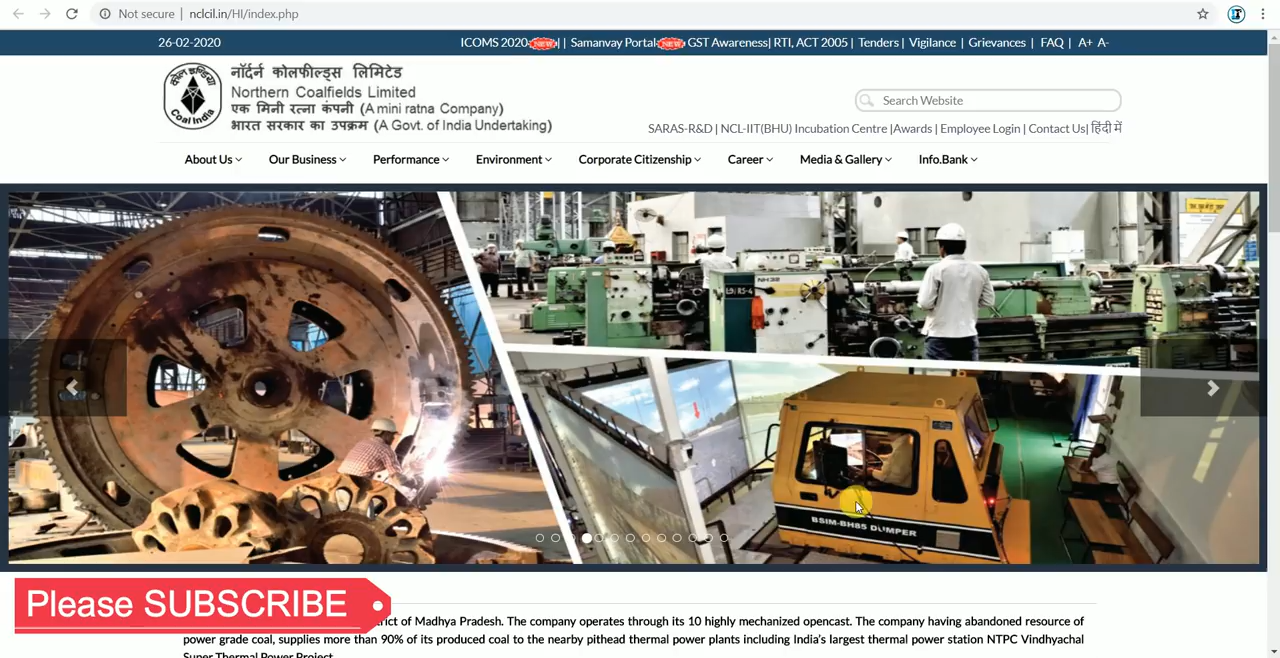 Not secure | nclcil.in/HI/index.php
26-02-2020
ICOMS 2020 NEW | | Samanvay Portal NEW GST Awareness| RTI, ACT 2005 | Tenders | Vigilance | Grievances | FAQ | A+ A-
कोल इण्डिया
Coal India
नॉर्दर्न कोलफील्ड्स लिमिटेड
Northern Coalfields Limited
एक मिनी रत्ना कंपनी (A mini ratna Company)
भारत सरकार का उपक्रम (A Govt. of India Undertaking)
Search Website
SARAS-R&D | NCL-IIT(BHU) Incubation Centre |Awards | Employee Login | Contact Us| हिंदी में
About Us
Our Business
Performance
Environment
Corporate Citizenship
Career
Media & Gallery
Info.Bank
BSIM-BH85 DUMPER
Please SUBSCRIBE
rict of Madhya Pradesh. The company operates through its 10 highly mechanized opencast. The company having abandoned resource of
power grade coal, supplies more than 90% of its produced coal to the nearby pithead thermal power plants including India's largest thermal power station NTPC Vindhyachal
Super Thermal Power Project